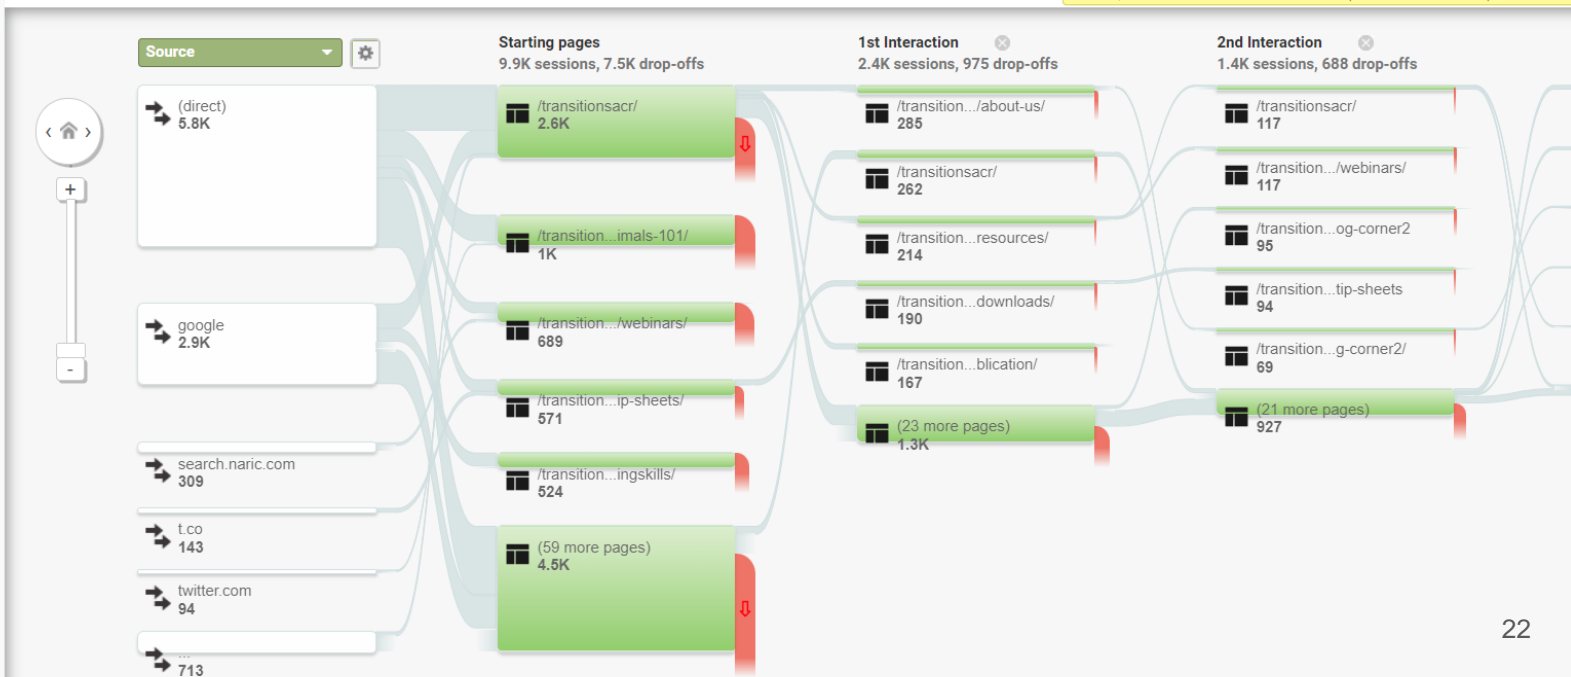 Source
(direct)
5.8K
google
2.9K
search.naric.com
309
t.co
143
twitter.com
94
...
713
Starting pages
9.9K sessions, 7.5K drop-offs
/transitionsacr/
2.6K
/transition...imals-101/
1K
/transition.../webinars/
689
/transition...ip-sheets/
571
/transition...ingskills/
524
(59 more pages)
4.5K
1st Interaction
2.4K sessions, 975 drop-offs
/transition.../about-us/
285
/transitionsacr/
262
/transition...resources/
214
/transition...downloads/
190
/transition...blication/
167
(23 more pages)
1.3K
2nd Interaction
1.4K sessions, 688 drop-offs
/transitionsacr/
117
/transition.../webinars/
117
/transition...og-corner2
95
/transition...tip-sheets
94
/transition...g-corner2/
69
(21 more pages)
927
+
-
22